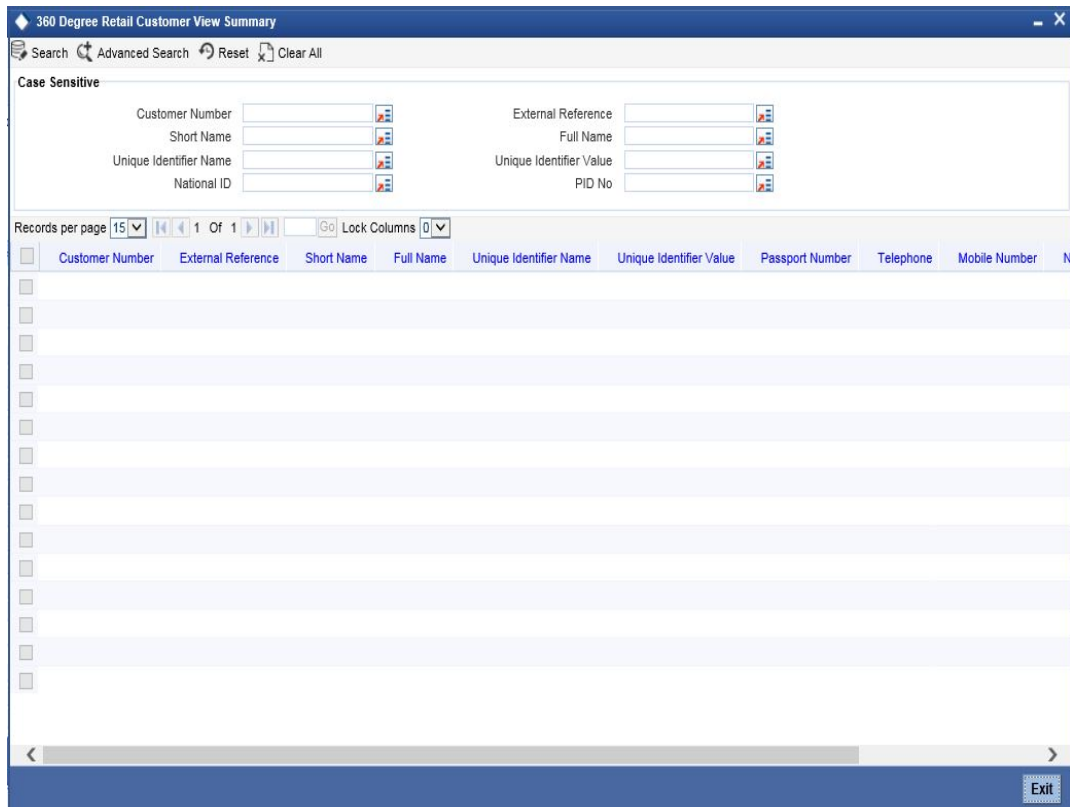 360 Degree Retail Customer View Summary
Search Advanced Search Reset Clear All
Case Sensitive
Customer Number External Reference
Short Name Full Name
Unique Identifier Name Unique Identifier Value
National ID PID No
Records per page 15 1 Of 1 Go Lock Columns 0
Customer Number External Reference Short Name Full Name Unique Identifier Name Unique Identifier Value Passport Number Telephone Mobile Number N
Exit